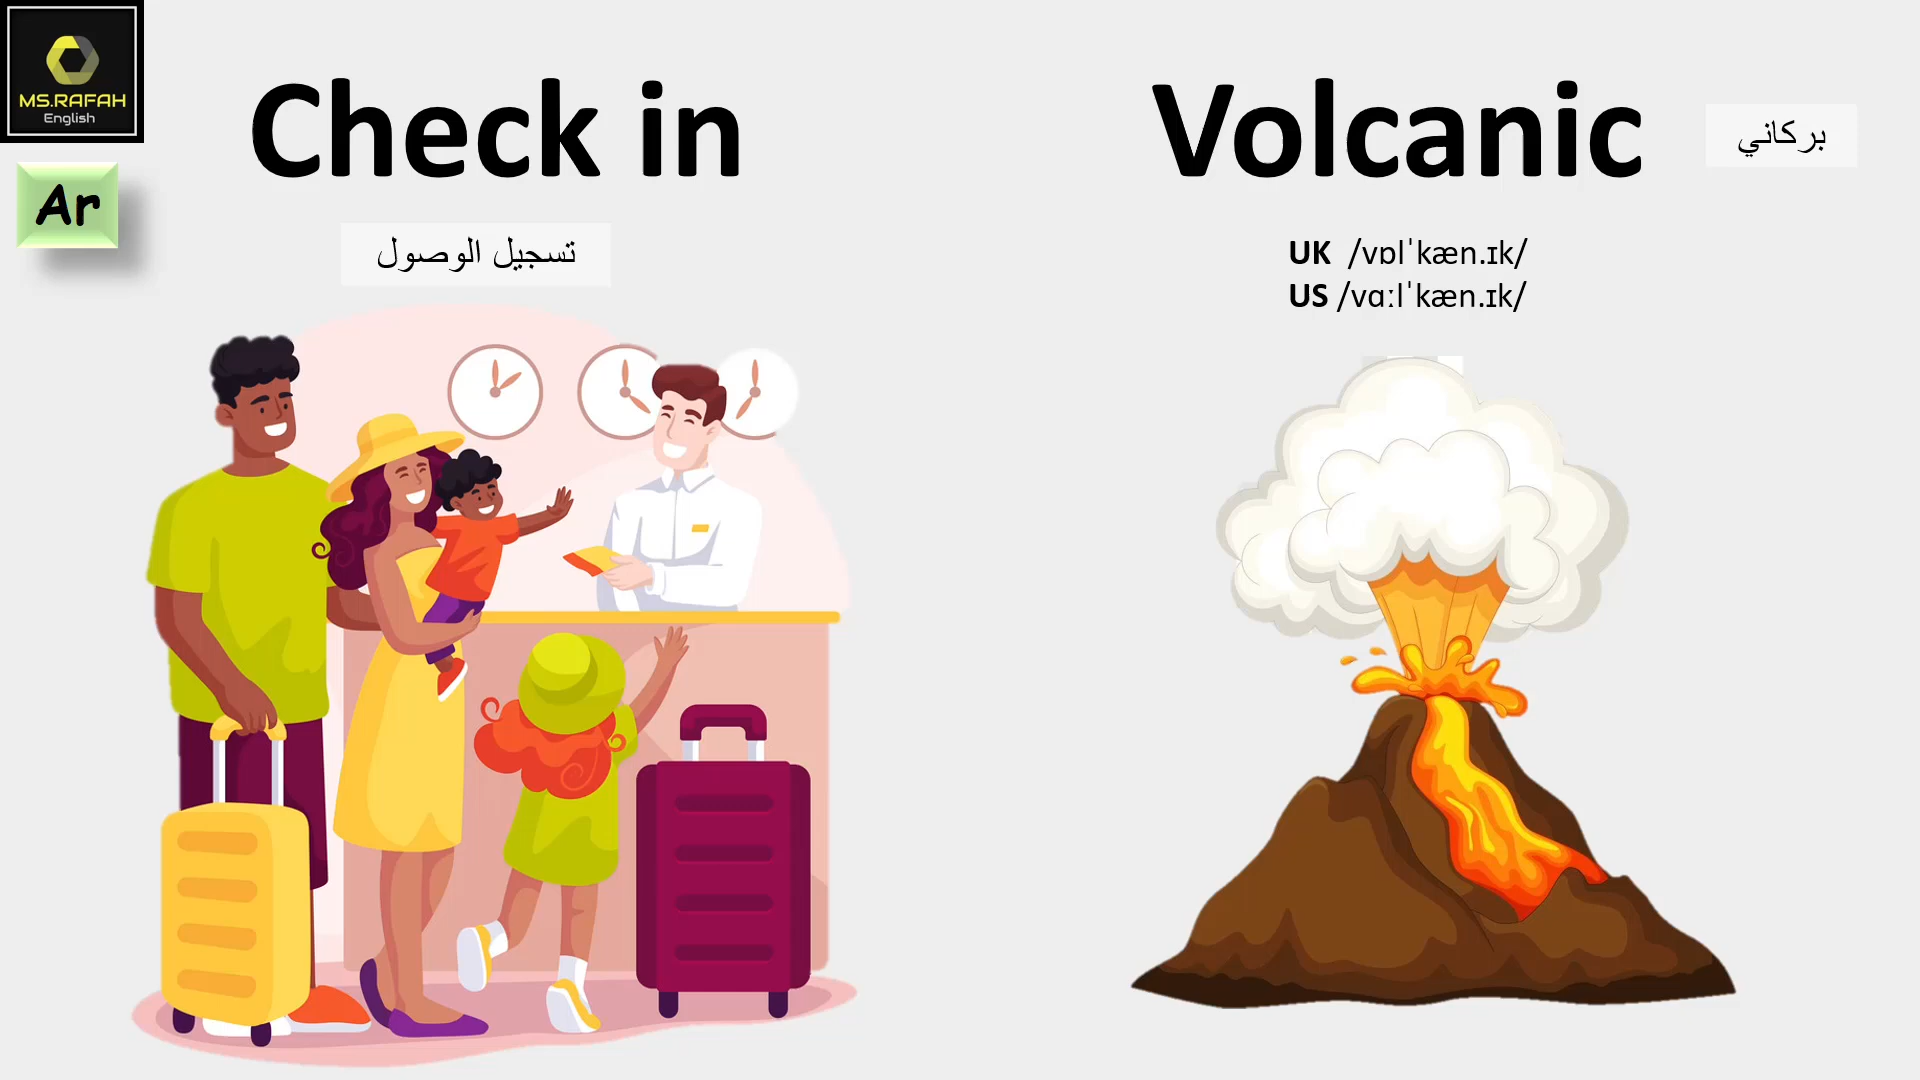 MS.RAFAH
English
Ar
Check in
تسجيل الوصول
Volcanic
بركاني
UK /vɒlˈkæn.ɪk/
US /vɑːlˈkæn.ɪk/